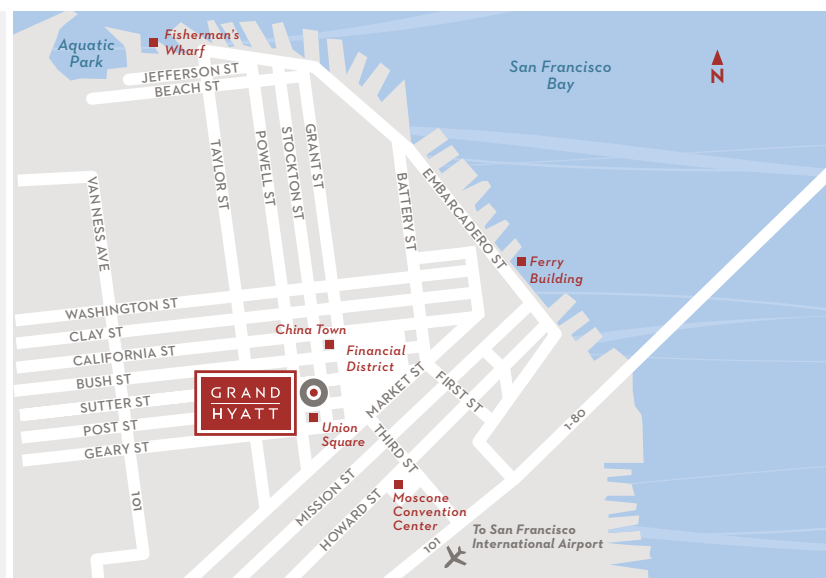 Aquatic
Park
Fisherman's
Wharf
JEFFERSON ST
BEACH ST
San Francisco
Bay
N
VAN NESS AVE
TAYLOR ST
POWELL ST
STOCKTON ST
GRANT ST
BATTERY ST
EMBARCADERO ST
Ferry
Building
WASHINGTON ST
CLAY ST
CALIFORNIA ST
BUSH ST
SUTTER ST
POST ST
GEARY ST
China Town
Financial
District
GRAND
HYATT
Union
Square
MARKET ST
FIRST ST
THIRD ST
MISSION ST
HOWARD ST
Moscone
Convention
Center
I-80
101
101
To San Francisco
International Airport